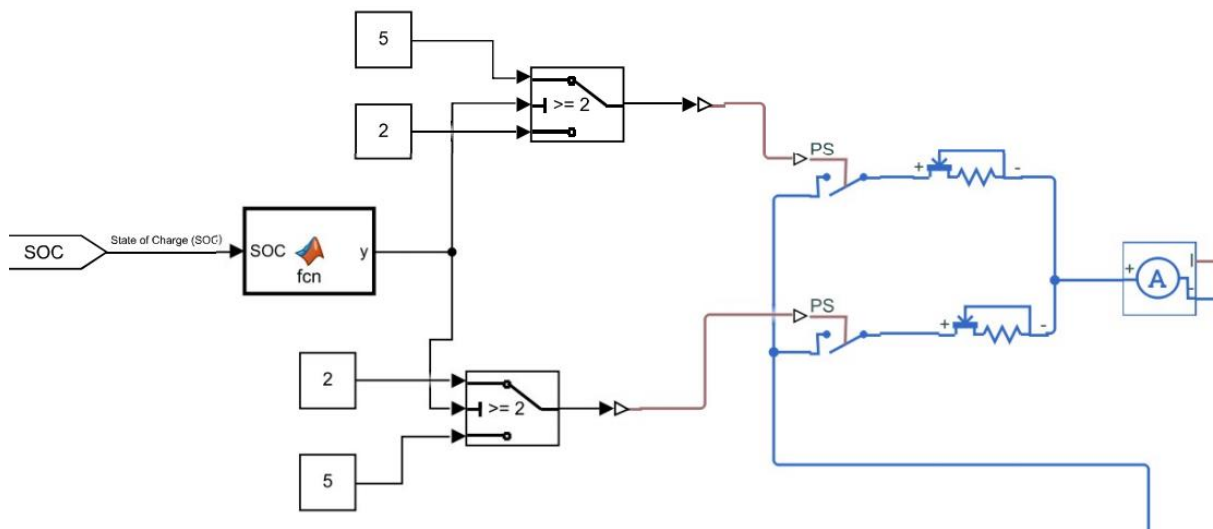 5
>= 2
2
PS
+
-
State of Charge (SOC)
SOC
SOC
y
fcn
+
A
I
-
PS
+
-
2
>= 2
5